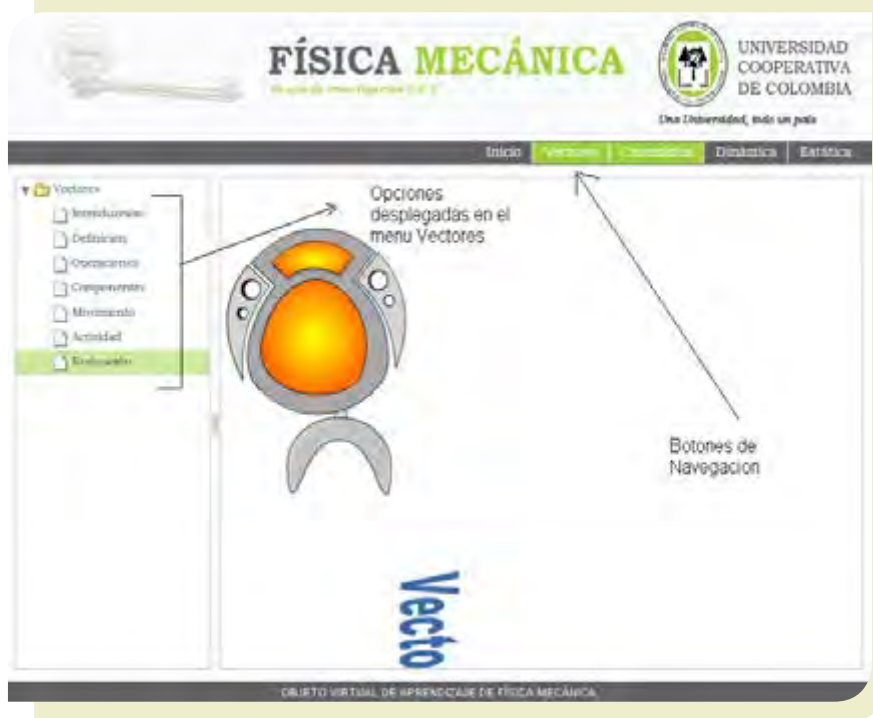 FÍSICA MECÁNICA
UNIVERSIDAD
COOPERATIVA
DE COLOMBIA
Una Universidad, todo un país
Inicio Vectores Cinemática Dinámica Estática
Vectores
Introducción
Definición
Operaciones
Componentes
Movimiento
Actividad
Evaluación
Opciones
desplegadas en el
menu Vectores
Botones de
Navegacion
Vecto
OBJETO VIRTUAL DE APRENDIZAJE DE FÍSICA MECÁNICA